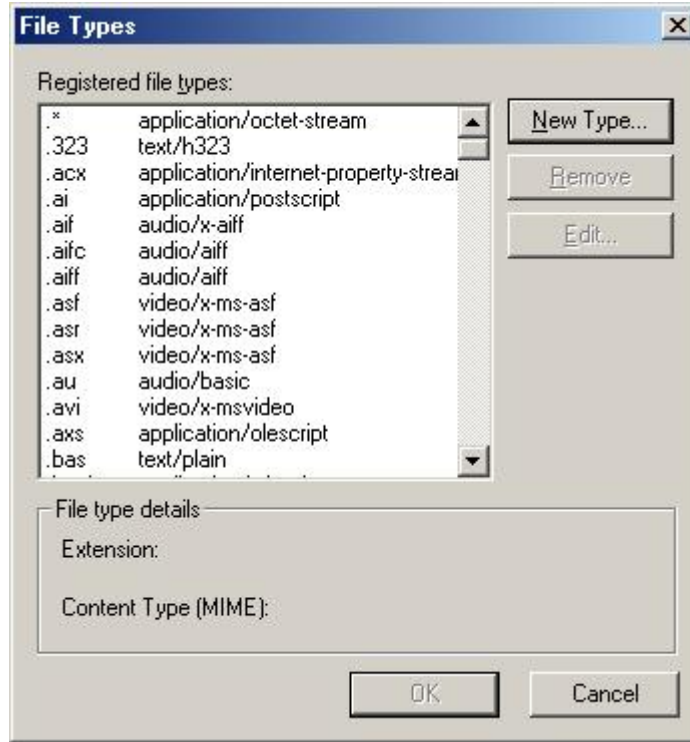 File Types
Registered file types:
.* application/octet-stream
.323 text/h323
.acx application/internet-property-strear
.ai application/postscript
.aif audio/x-aiff
.aifc audio/aiff
.aiff audio/aiff
.asf video/x-ms-asf
.asr video/x-ms-asf
.asx video/x-ms-asf
.au audio/basic
.avi video/x-msvideo
.axs application/olescript
.bas text/plain
New Type...
Remove
Edit...
File type details
Extension:
Content Type (MIME):
OK
Cancel